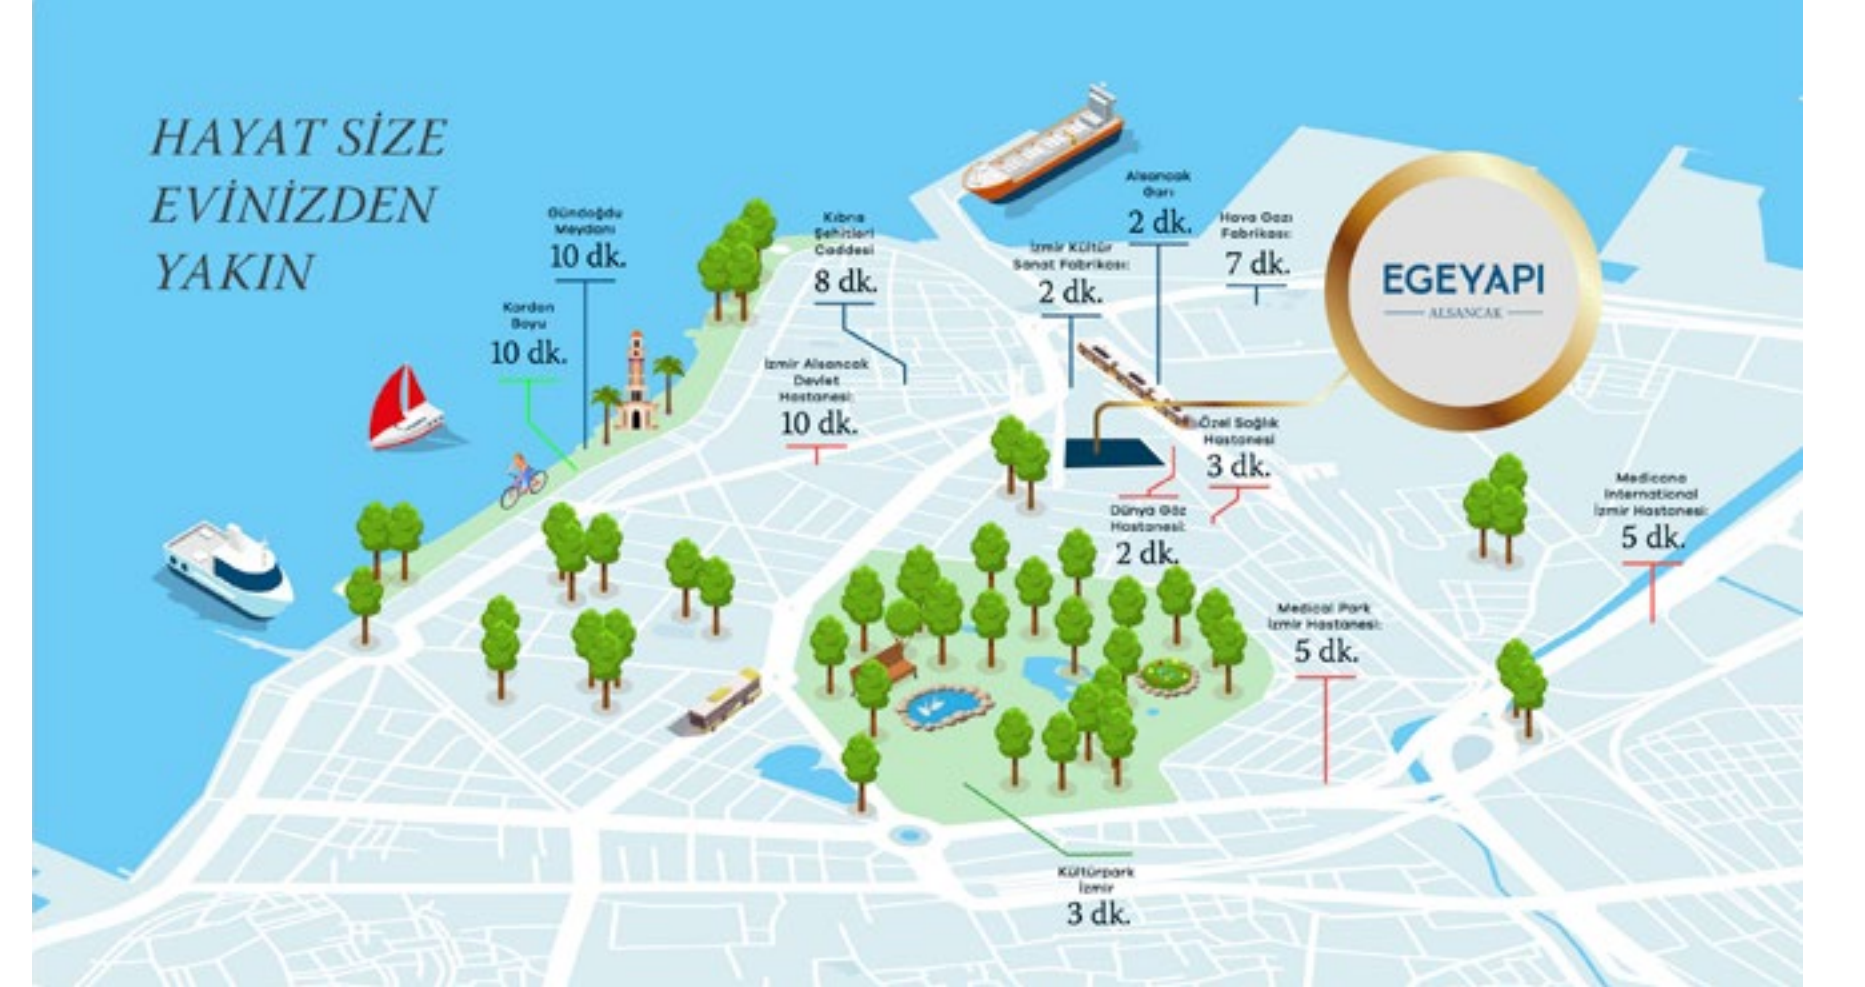 HAYAT SİZE
EVİNİZDEN
YAKIN
Gündoğdu
Meydanı
10 dk.
Kordon
Boyu
10 dk.
Kıbrıs
Şehitleri
Caddesi
8 dk.
İzmir Alsancak
Devlet
Hastanesi:
10 dk.
İzmir Kültür
Sanat Fabrikası:
2 dk.
Alsancak
Garı
2 dk.
Hava Gazı
Fabrikası:
7 dk.
EGEYAPI
ALSANCAK
Özel Sağlık
Hastanesi
3 dk.
Dünya Göz
Hastanesi:
2 dk.
Medicana
International
İzmir Hastanesi:
5 dk.
Medical Park
İzmir Hastanesi:
5 dk.
Kültürpark
İzmir
3 dk.